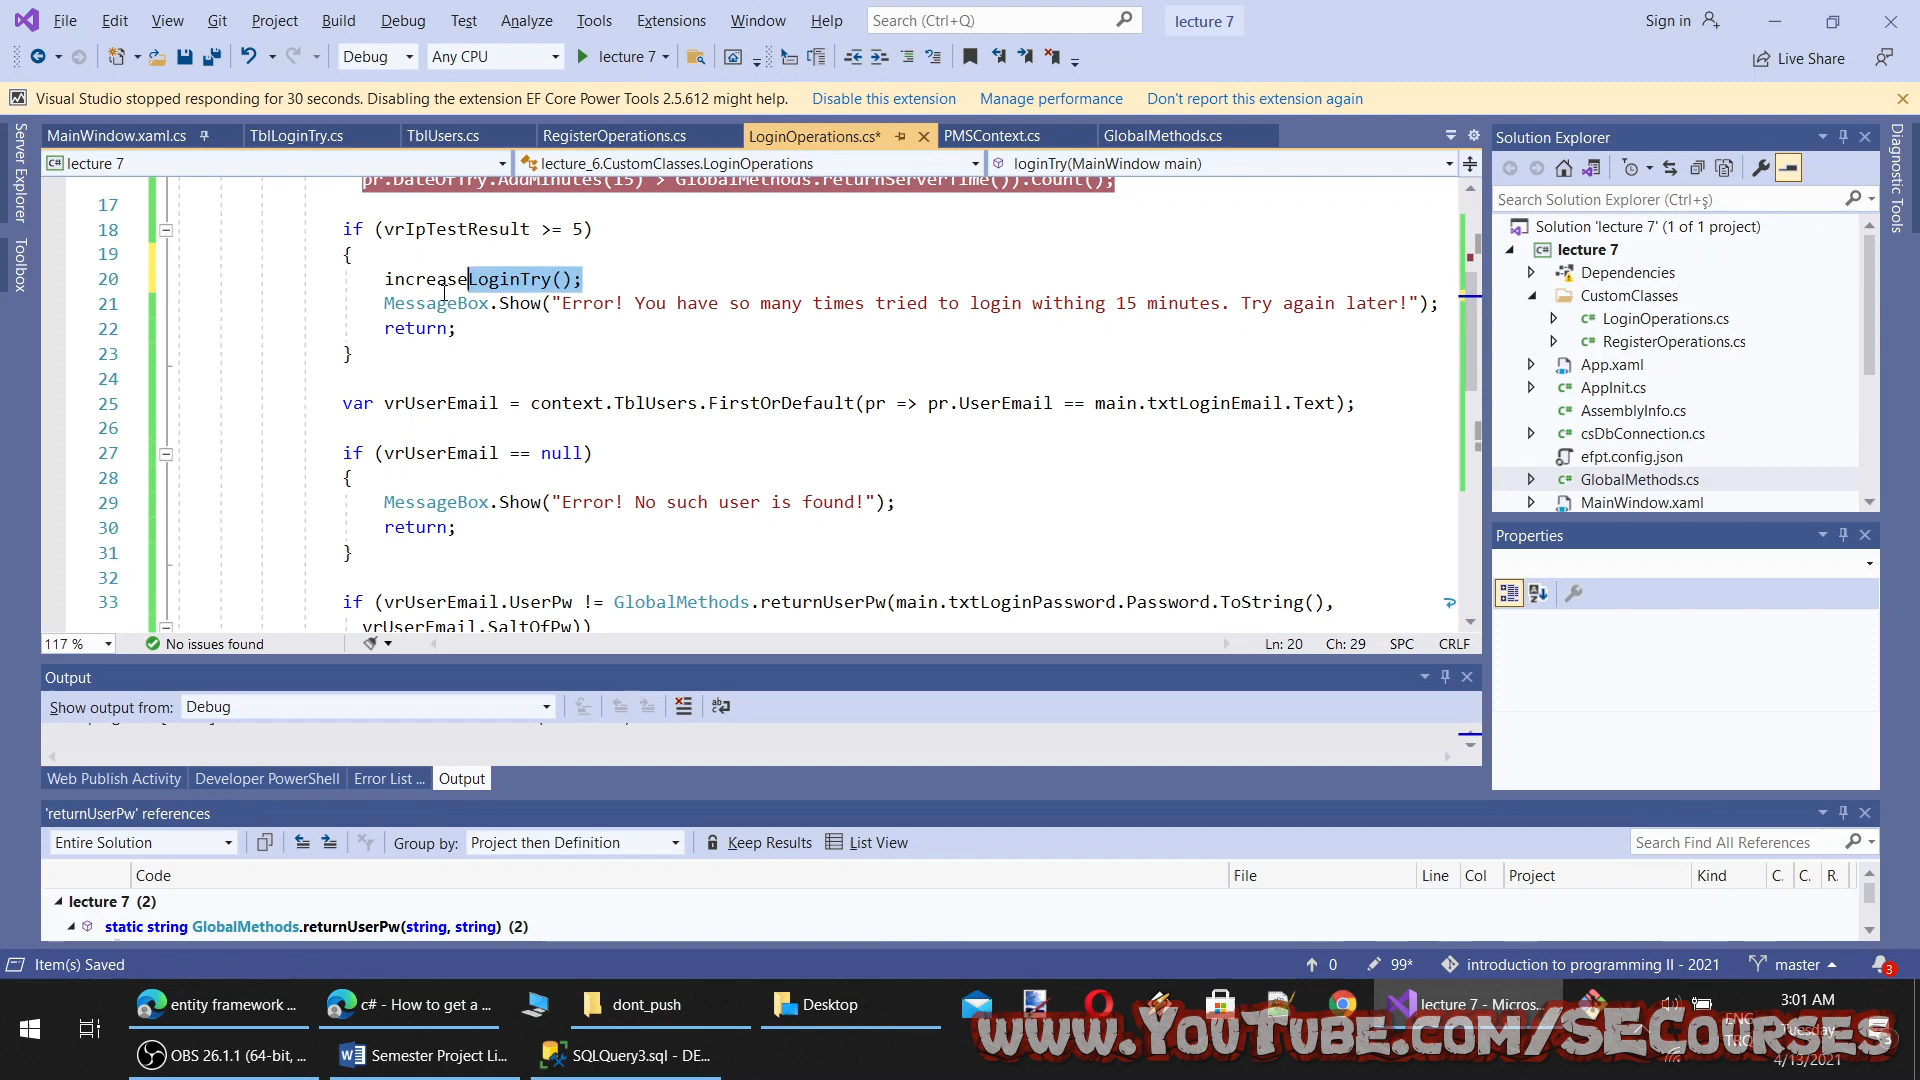 File Edit View Git Project Build Debug Test Analyze Tools Extensions Window Help Search (Ctrl+Q) lecture 7 Sign in
Debug Any CPU lecture 7 Live Share
Visual Studio stopped responding for 30 seconds. Disabling the extension EF Core Power Tools 2.5.612 might help. Disable this extension Manage performance Don't report this extension again
Server Explorer
Toolbox
MainWindow.xaml.cs TblLoginTry.cs TblUsers.cs RegisterOperations.cs LoginOperations.cs* PMSContext.cs GlobalMethods.cs
lecture 7 lecture_6.CustomClasses.LoginOperations loginTry(MainWindow main)
pr.DateOfTry.AddMinutes(15) > GlobalMethods.returnServerTime()).Count();
17
18 if (vrIpTestResult >= 5)
19 {
20 increaseLoginTry();
21 MessageBox.Show("Error! You have so many times tried to login withing 15 minutes. Try again later!");
22 return;
23 }
24
25 var vrUserEmail = context.TblUsers.FirstOrDefault(pr => pr.UserEmail == main.txtLoginEmail.Text);
26
27 if (vrUserEmail == null)
28 {
29 MessageBox.Show("Error! No such user is found!");
30 return;
31 }
32
33 if (vrUserEmail.UserPw != GlobalMethods.returnUserPw(main.txtLoginPassword.Password.ToString(),
vrUserEmail.SaltOfPw))
117 % No issues found Ln: 20 Ch: 29 SPC CRLF
Solution Explorer
Search Solution Explorer (Ctrl+ş)
Solution 'lecture 7' (1 of 1 project)
lecture 7
Dependencies
CustomClasses
LoginOperations.cs
RegisterOperations.cs
App.xaml
AppInit.cs
AssemblyInfo.cs
csDbConnection.cs
efpt.config.json
GlobalMethods.cs
MainWindow.xaml
Diagnostic Tools
Properties
Output
Show output from: Debug
Web Publish Activity Developer PowerShell Error List ... Output
'returnUserPw' references
Entire Solution Group by: Project then Definition Keep Results List View Search Find All References
Code File Line Col Project Kind C. C. R.
lecture 7 (2)
static string GlobalMethods.returnUserPw(string, string) (2)
Item(s) Saved 0 99* introduction to programming II - 2021 master 3
entity framework ... c# - How to get a ... dont_push Desktop lecture 7 - Micros... 3:01 AM
ENG Tuesday
OBS 26.1.1 (64-bit, ... Semester Project Li... SQLQuery3.sql - DE... 4/13/2021
www.YouTube.com/SECourses